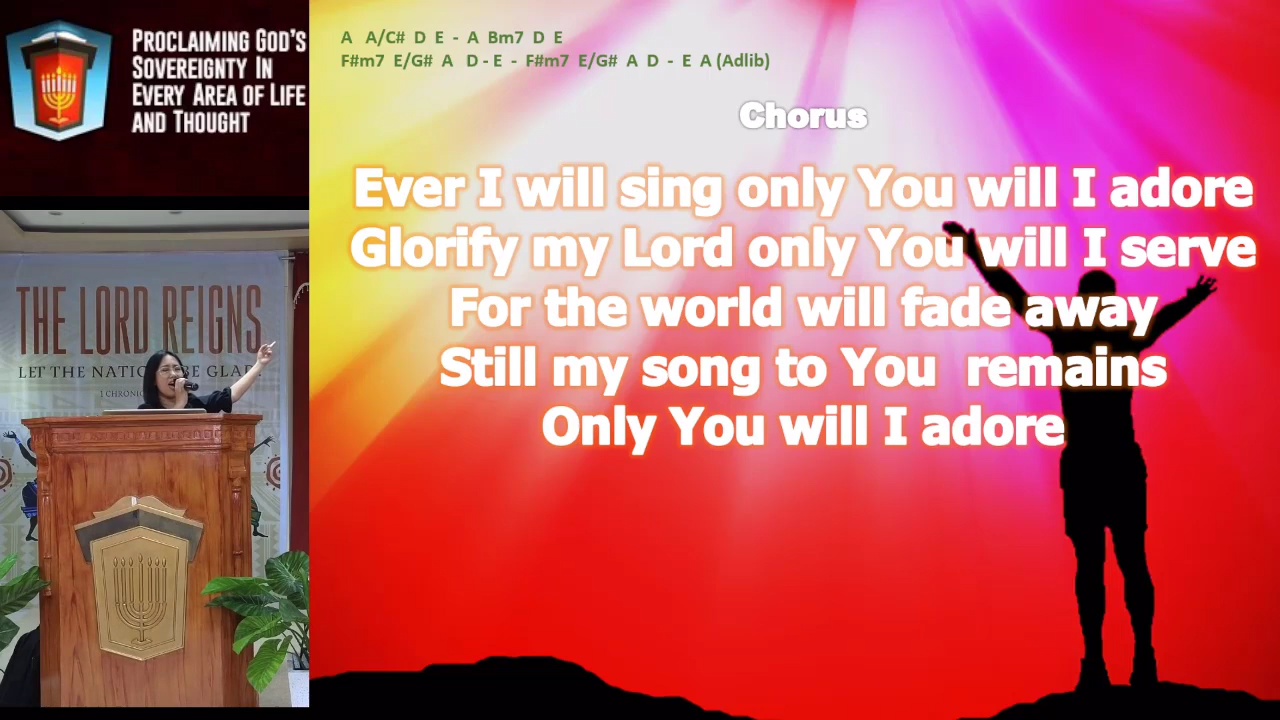 PROCLAIMING GOD'S
SOVEREIGNTY IN
EVERY AREA OF LIFE
AND THOUGHT
A A/C# D E - A Bm7 D E
F#m7 E/G# A D - E - F#m7 E/G# A D - E A (Adlib)
Chorus
Ever I will sing only You will I adore
Glorify my Lord only You will I serve
For the world will fade away
Still my song to You remains
Only You will I adore
THE LORD REIGNS
LET THE BE GLAD
I CHRONIC